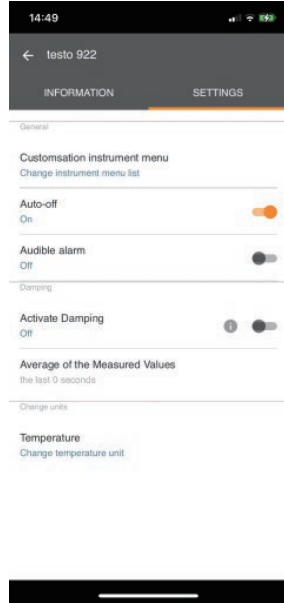 14:49
testo 922
INFORMATION SETTINGS
General
Customsation instrument menu
Change instrument menu list
Auto-off
On
Audible alarm
Off
Damping
Activate Damping
Off
Average of the Measured Values
the last 0 seconds
Change units
Temperature
Change temperature unit